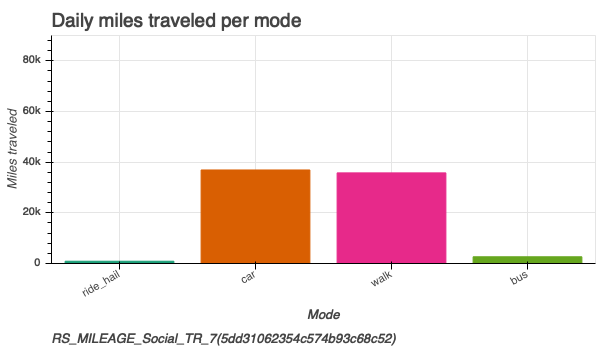 Daily miles traveled per mode
80k
60k
40k
20k
0
Miles traveled
ride_hail
car
walk
bus
Mode
RS_MILEAGE_Social_TR_7(5dd31062354c574b93c68c52)